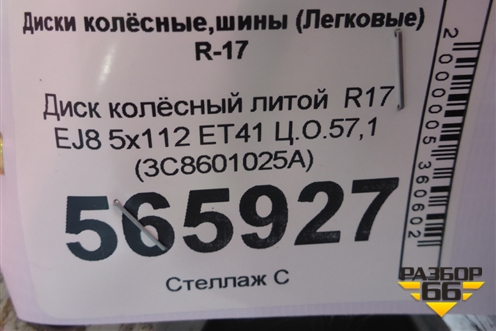 Диски колёсные,шины (Легковые)
R-17
Диск колёсный литой R17
EJ8 5x112 ET41 Ц.О.57,1
(3C8601025A)
565927
Стеллаж С
2000005360602
РАЗБОР
66